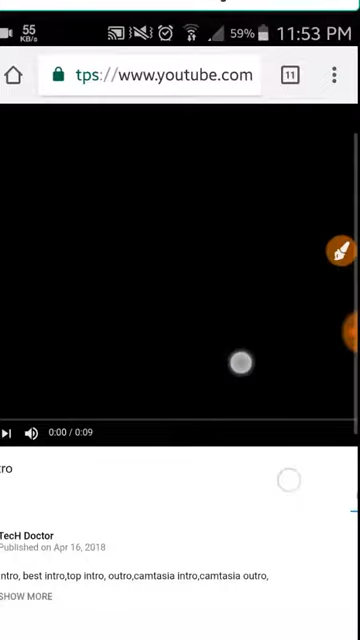 55
KB/s
59%
11:53 PM
tps://www.youtube.com
11
0:00 / 0:09
tro
TecH Doctor
Published on Apr 16, 2018
intro, best intro,top intro, outro,camtasia intro,camtasia outro,
SHOW MORE